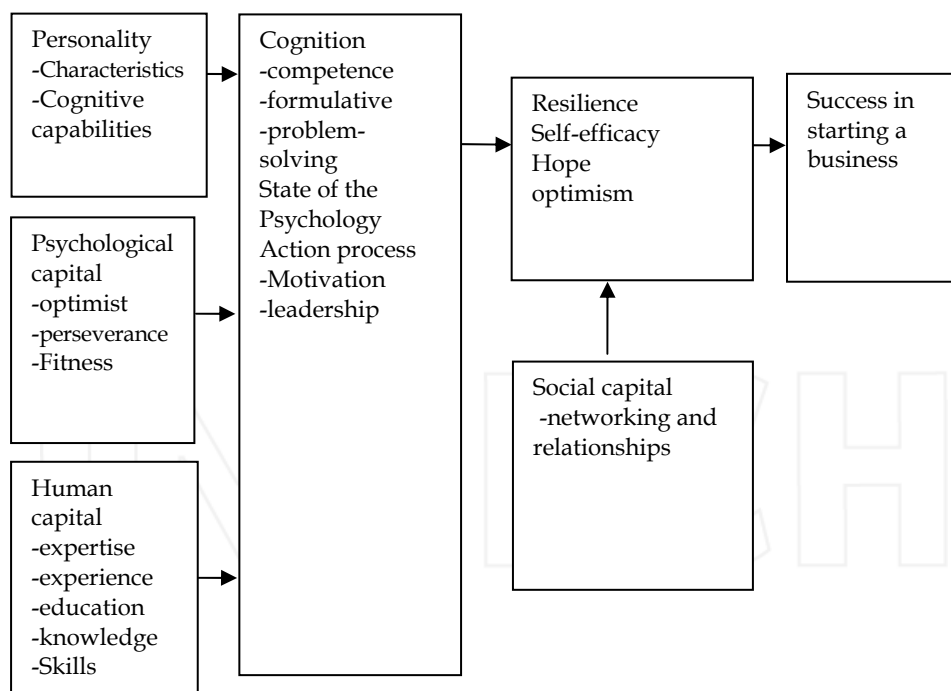 Personality
-Characteristics
-Cognitive
capabilities
Psychological
capital
-optimist
-perseverance
-Fitness
Human
capital
-expertise
-experience
-education
-knowledge
-Skills
Cognition
-competence
-formulative
-problem-
solving
State of the
Psychology
Action process
-Motivation
-leadership
Resilience
Self-efficacy
Hope
optimism
Social capital
-networking and
relationships
Success in
starting a
business